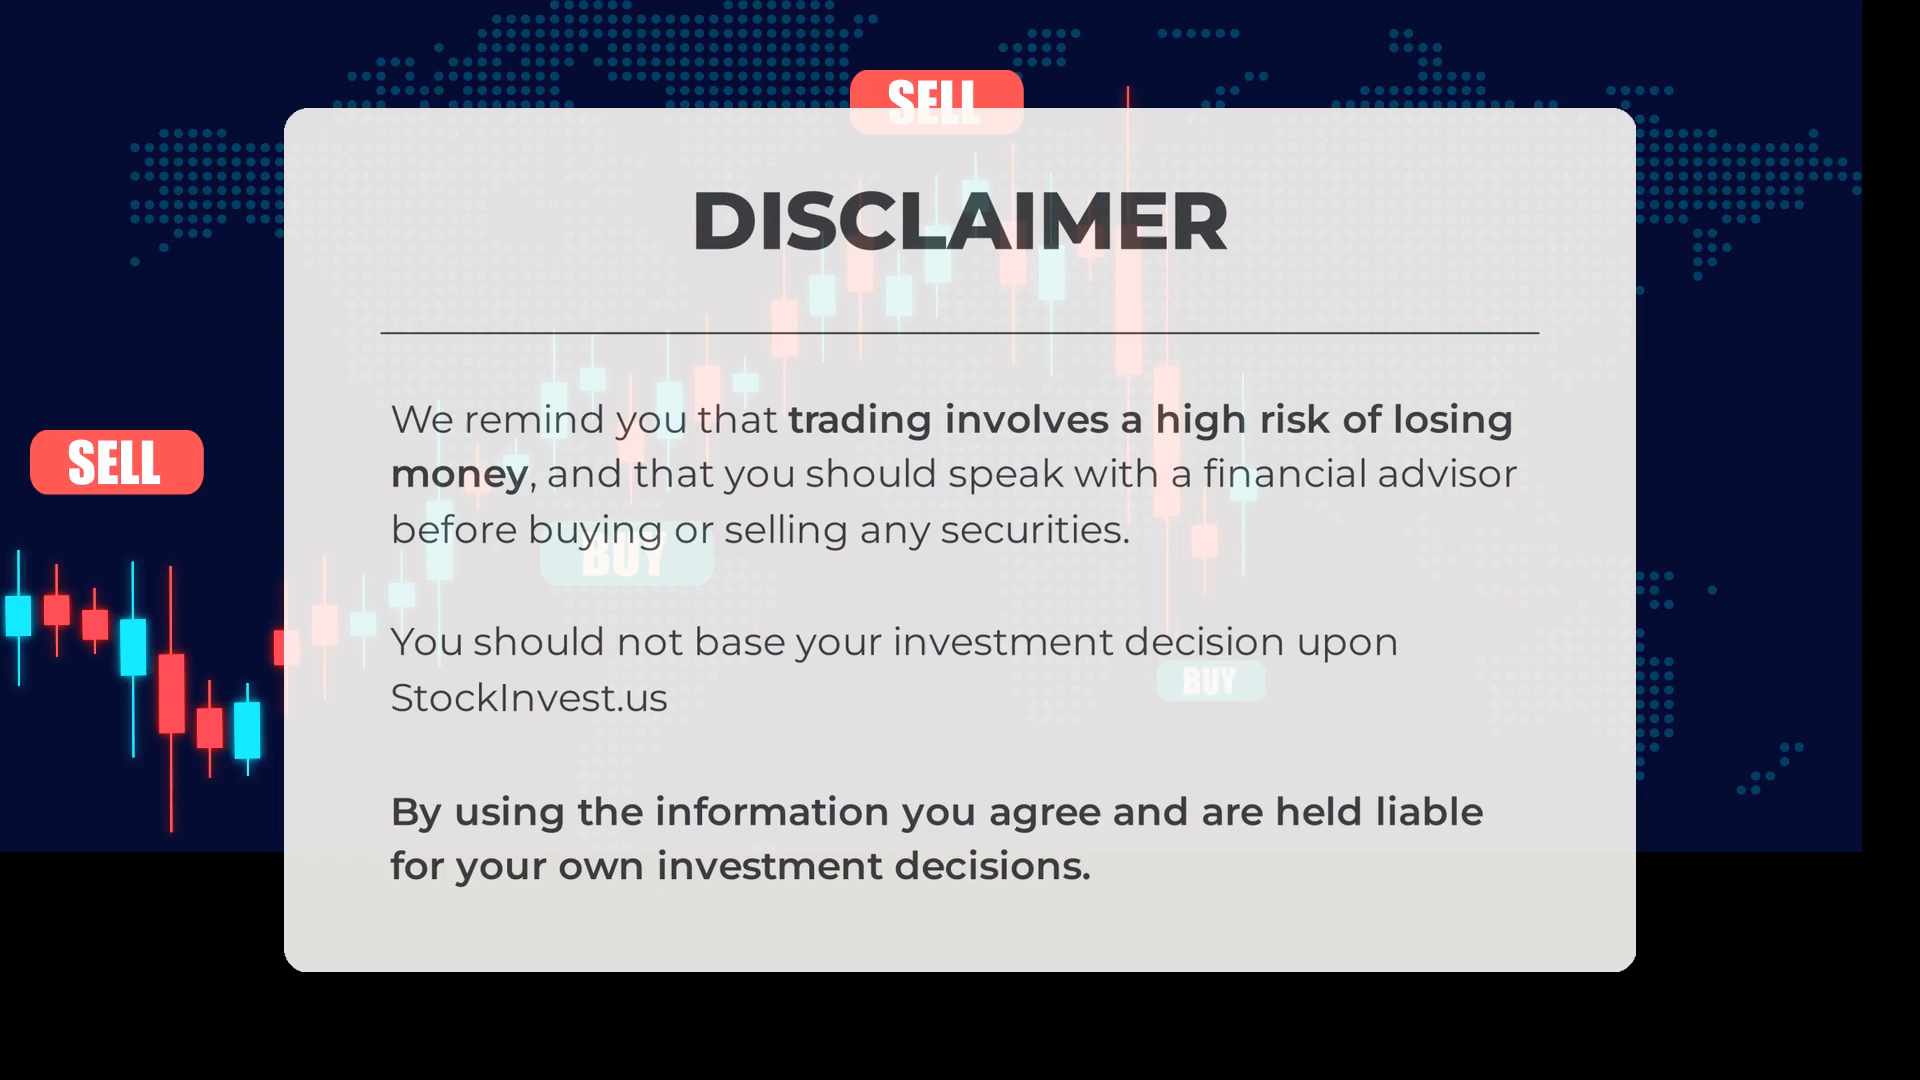 SELL
DISCLAIMER
We remind you that trading involves a high risk of losing
money, and that you should speak with a financial advisor
before buying or selling any securities.
SELL
BUY
You should not base your investment decision upon
StockInvest.us
BUY
By using the information you agree and are held liable
for your own investment decisions.